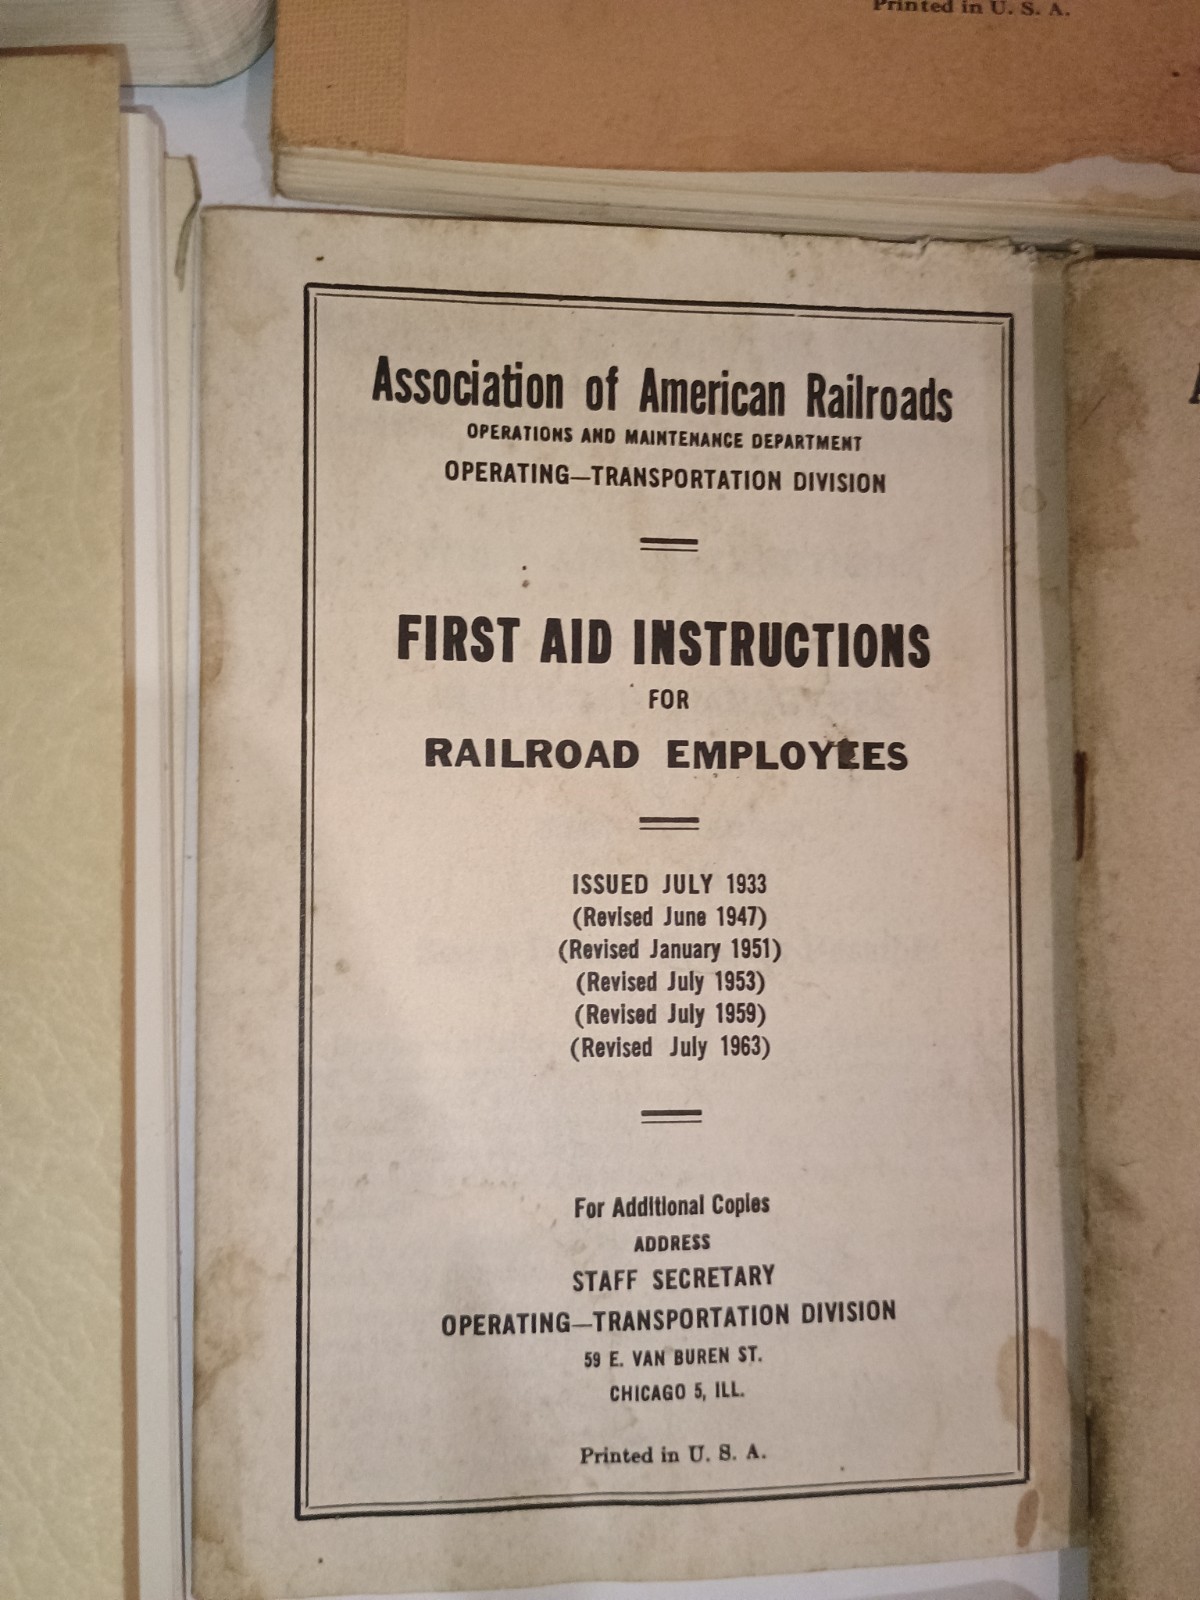 Printed in U. S. A.
Association of American Railroads
OPERATIONS AND MAINTENANCE DEPARTMENT
OPERATING—TRANSPORTATION DIVISION
FIRST AID INSTRUCTIONS
FOR
RAILROAD EMPLOYEES
ISSUED JULY 1933
(Revised June 1947)
(Revised January 1951)
(Revised July 1953)
(Revised July 1959)
(Revised July 1963)
For Additional Copies
ADDRESS
STAFF SECRETARY
OPERATING—TRANSPORTATION DIVISION
59 E. VAN BUREN ST.
CHICAGO 5, ILL.
Printed in U. S. A.